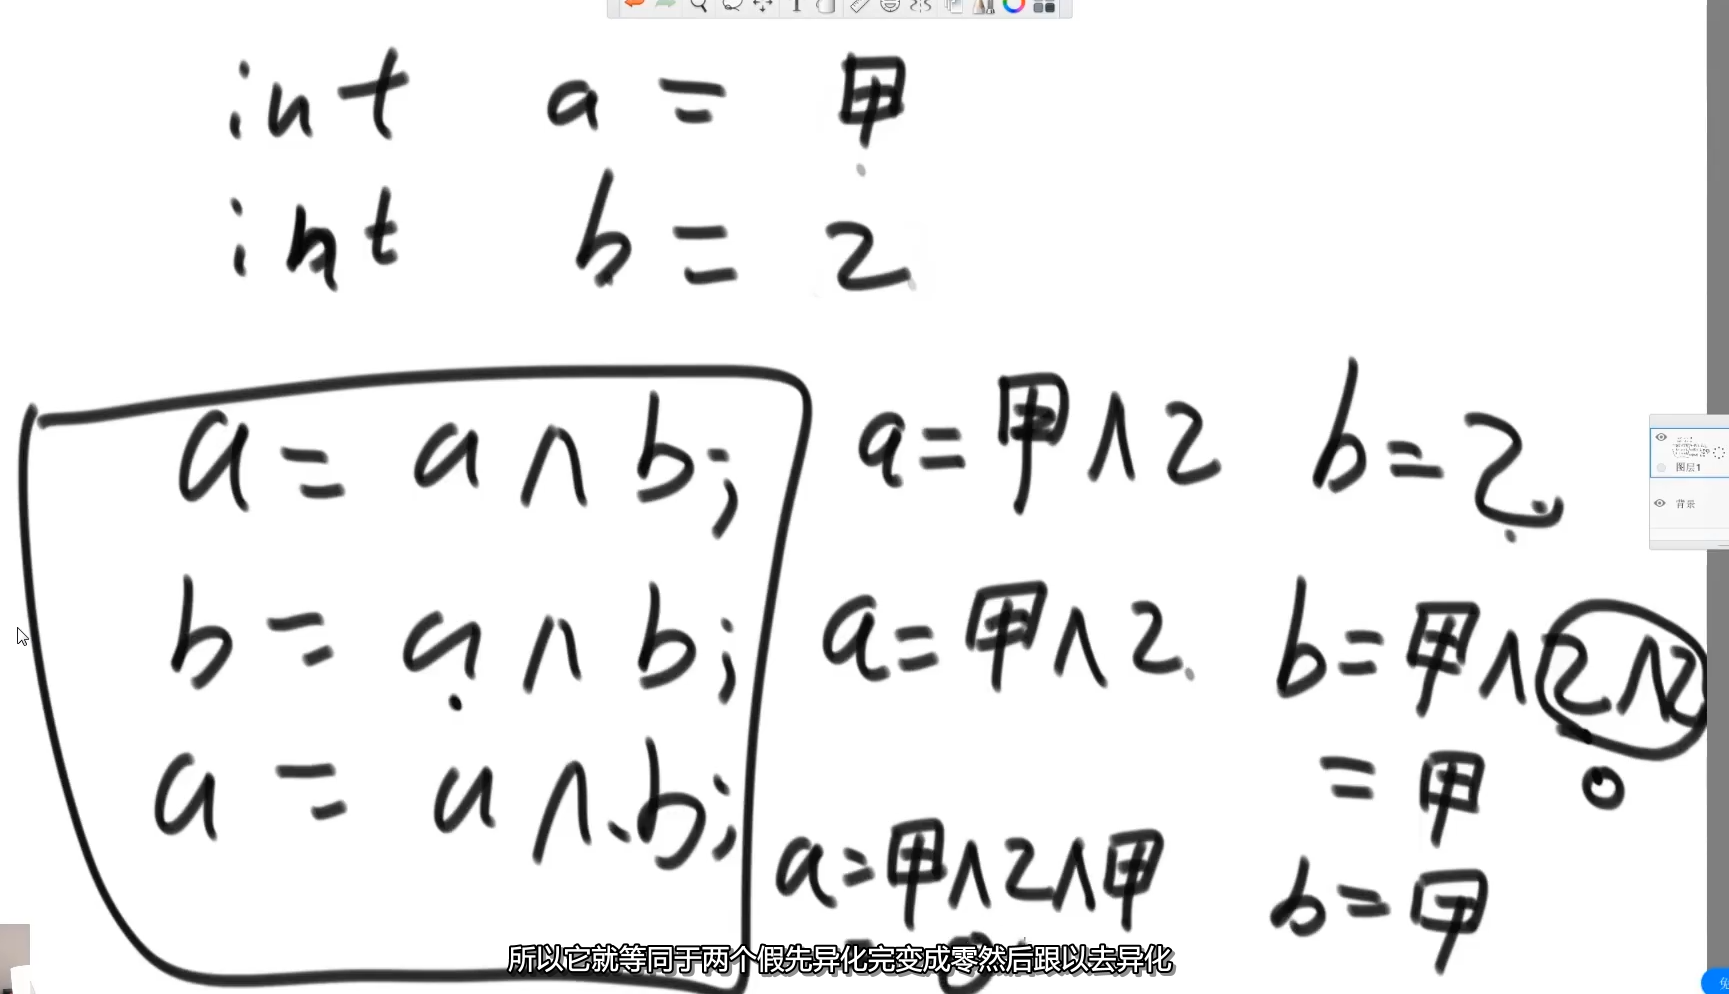 int a = 甲
int b = 乙
a = a ∧ b; a = 甲 ∧ 乙 b = 乙
图层1
背景
b = a ∧ b; a = 甲 ∧ 乙 b = 甲 ∧ 乙 ∧ 乙
= 甲 0
a = a ∧ b; a = 甲 ∧ 乙 ∧ 甲 b = 甲
所以它就等同于两个假先异化完变成零然后跟以去异化